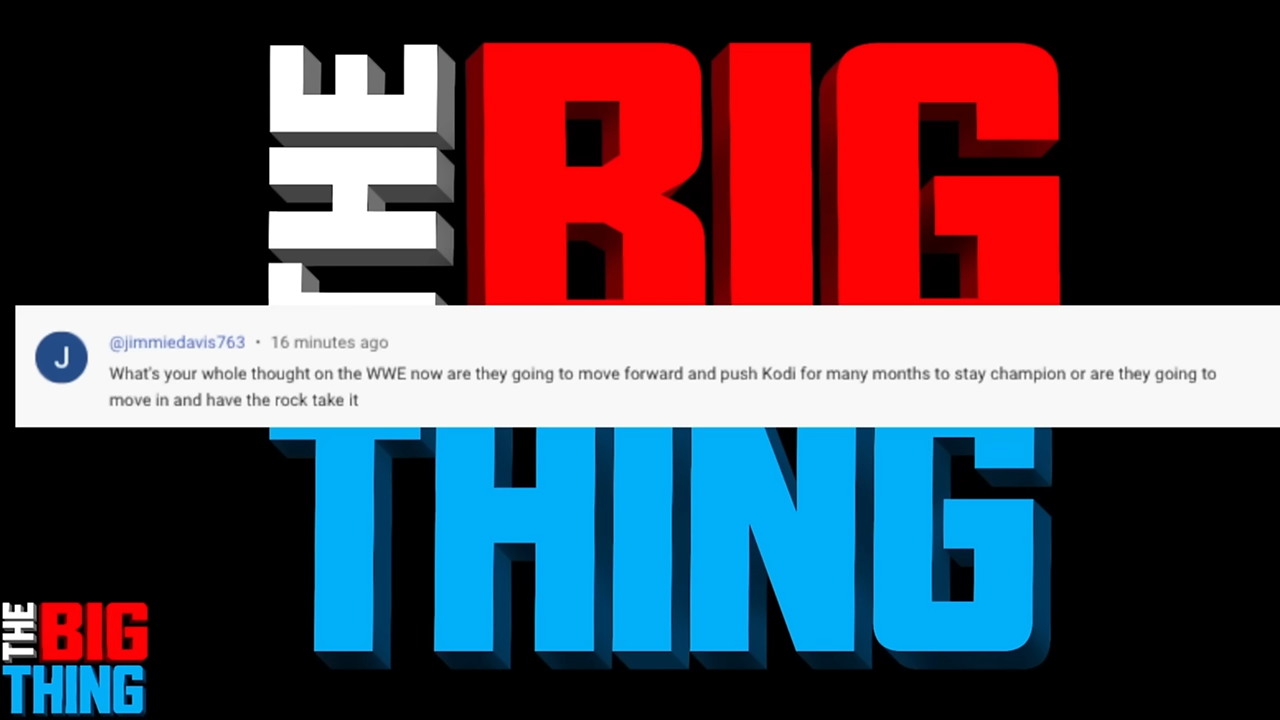 THE
BIG
@jimmiedavis763 • 16 minutes ago
What's your whole thought on the WWE now are they going to move forward and push Kodi for many months to stay champion or are they going to
move in and have the rock take it
THING
THE
BIG
THING